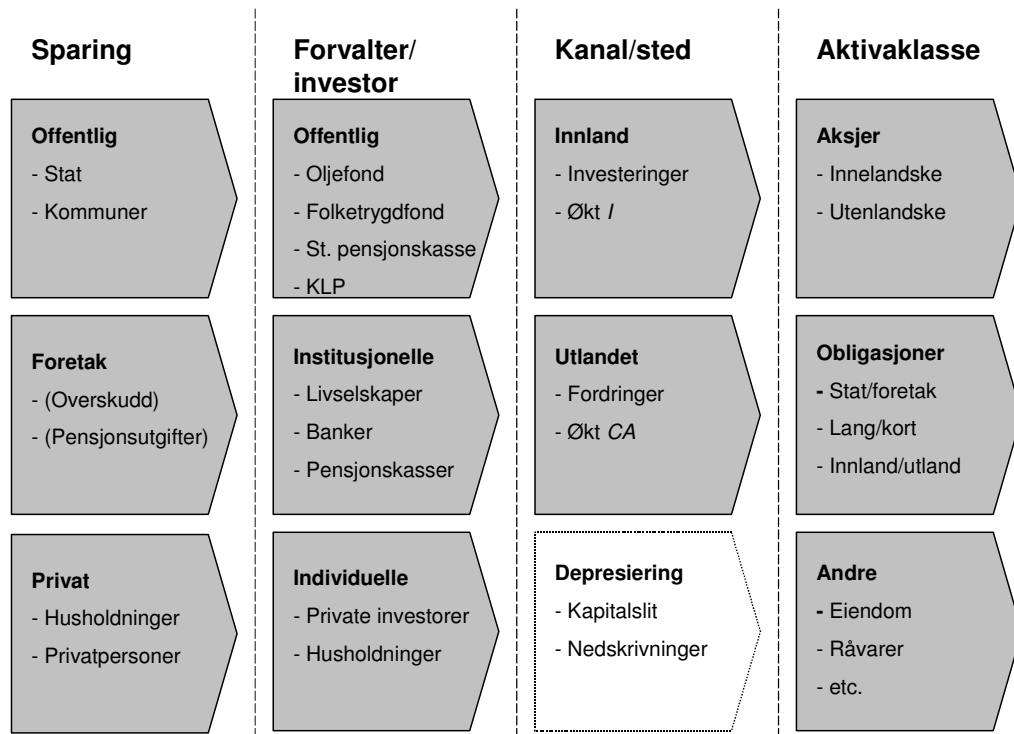 Sparing
Offentlig
- Stat
- Kommuner
Foretak
- (Overskudd)
- (Pensjonsutgifter)
Privat
- Husholdninger
- Privatpersoner
Forvalter/
investor
Offentlig
- Oljefond
- Folketrygdfond
- St. pensjonskasse
- KLP
Institusjonelle
- Livselskaper
- Banker
- Pensjonskasser
Individuelle
- Private investorer
- Husholdninger
Kanal/sted
Innland
- Investeringer
- Økt I
Utlandet
- Fordringer
- Økt CA
Depresiering
- Kapitalslit
- Nedskrivninger
Aktivaklasse
Aksjer
- Innelandske
- Utenlandske
Obligasjoner
- Stat/foretak
- Lang/kort
- Innland/utland
Andre
- Eiendom
- Råvarer
- etc.